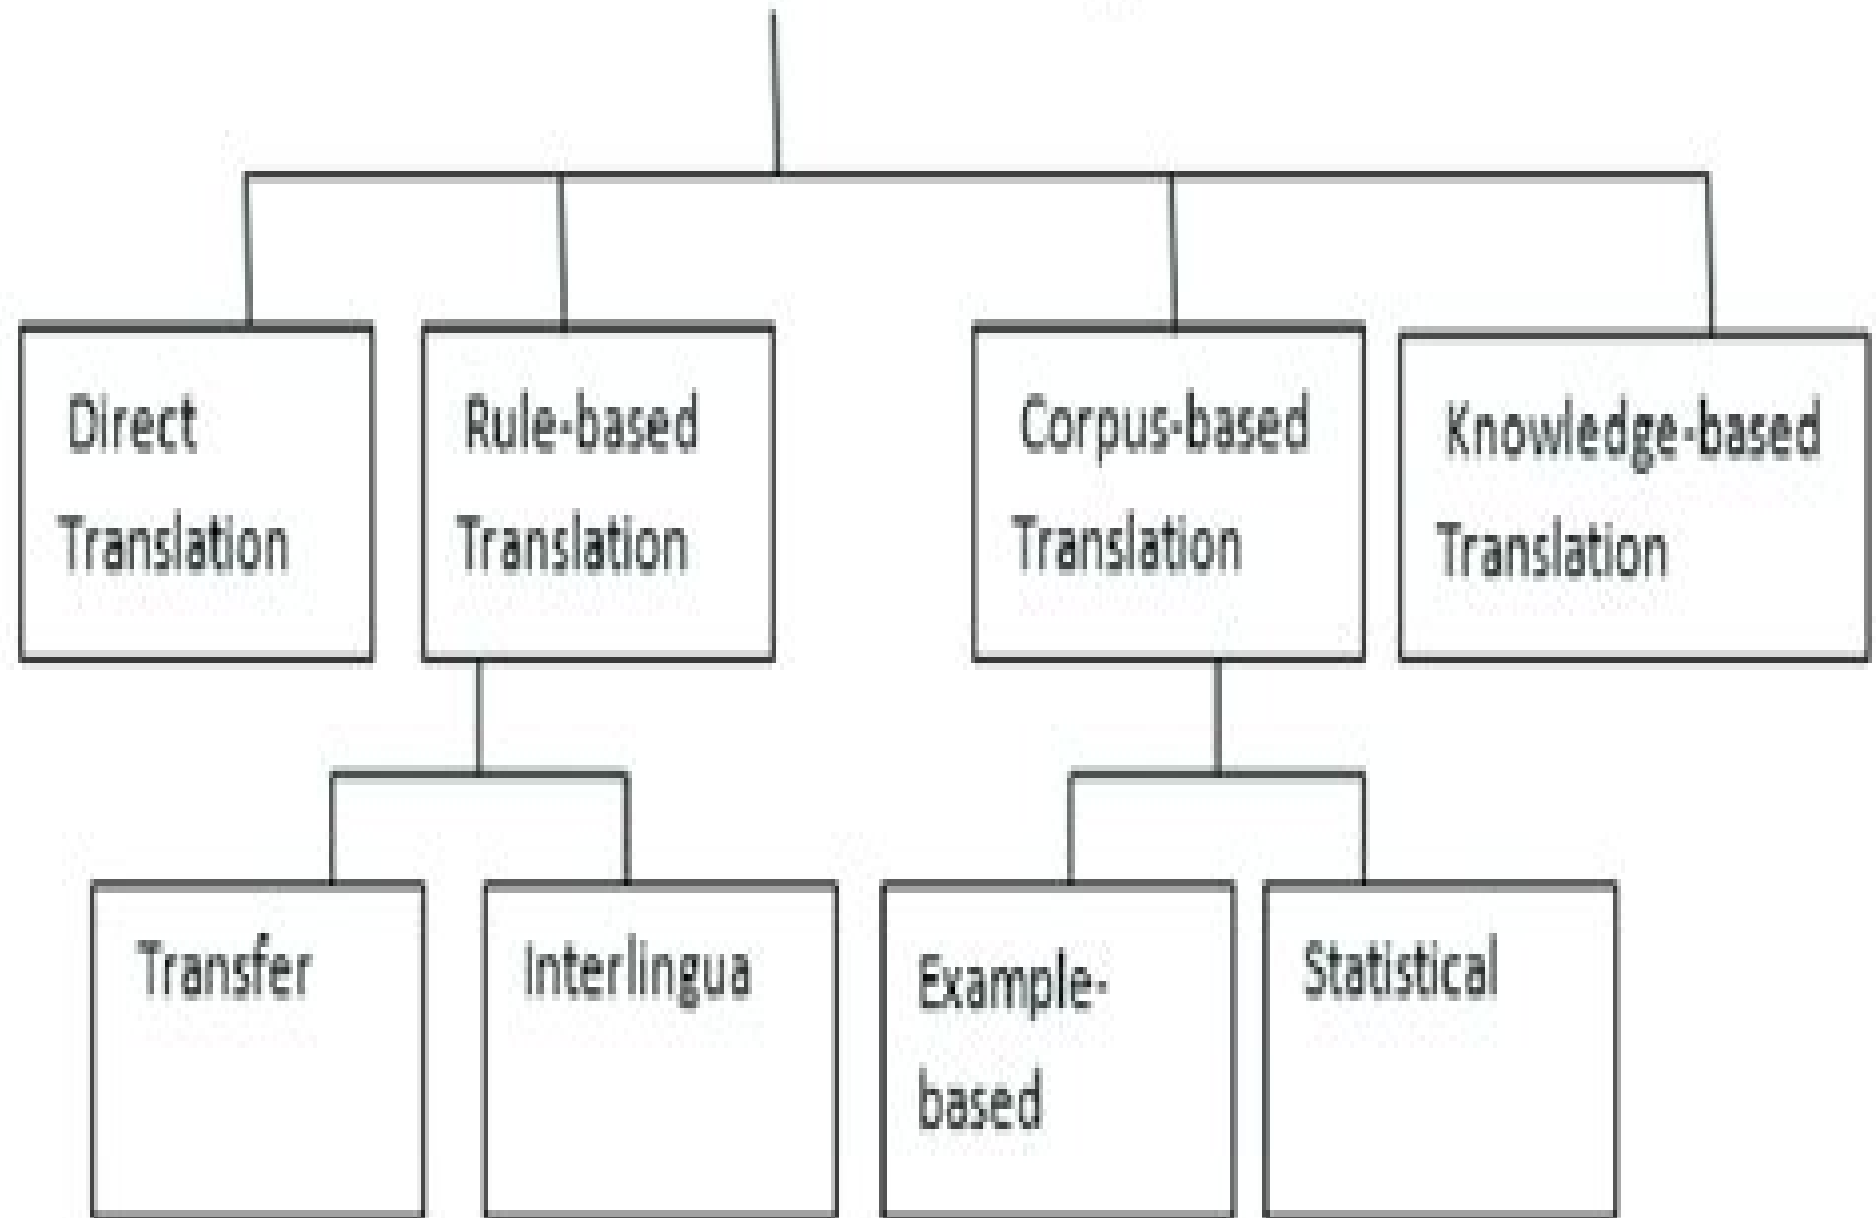 Direct
Translation
Rule-based
Translation
Corpus-based
Translation
Knowledge-based
Translation
Transfer
Interlingua
Example-
based
Statistical